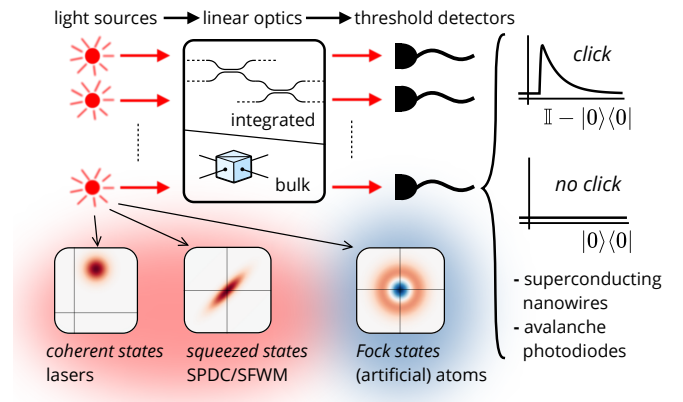 light sources → linear optics → threshold detectors
integrated
bulk
click
𝕀 − |0⟩⟨0|
no click
|0⟩⟨0|
- superconducting
nanowires
- avalanche
photodiodes
coherent states
lasers
squeezed states
SPDC/SFWM
Fock states
(artificial) atoms